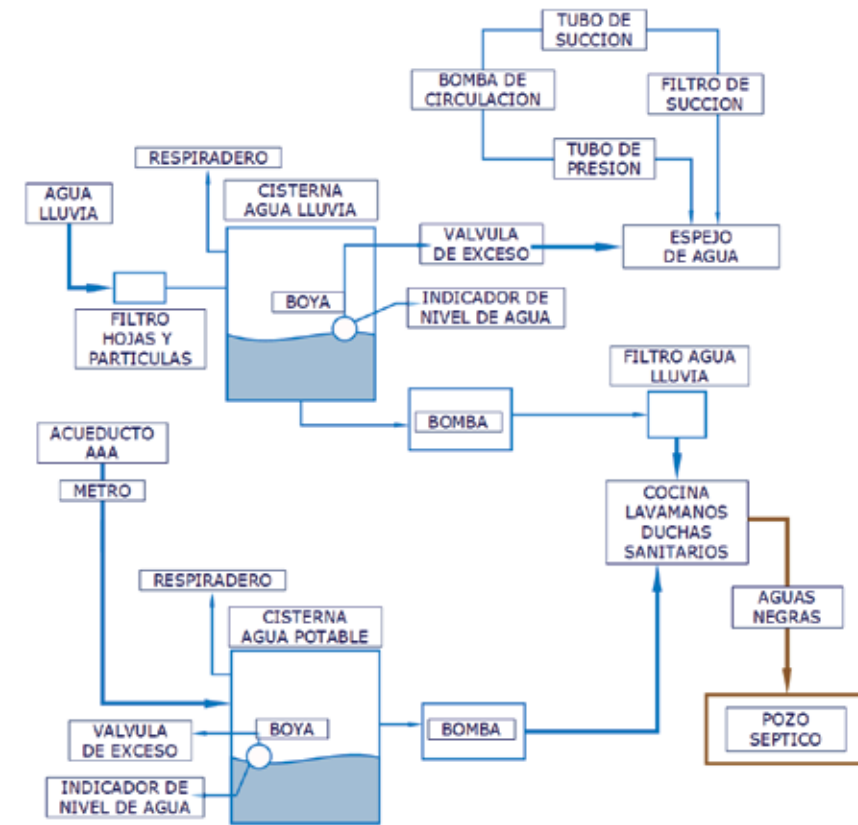 TUBO DE
SUCCION
BOMBA DE
CIRCULACION
FILTRO DE
SUCCION
TUBO DE
PRESION
RESPIRADERO
AGUA
LLUVIA
CISTERNA
AGUA LLUVIA
VALVULA
DE EXCESO
ESPEJO
DE AGUA
BOYA
INDICADOR DE
NIVEL DE AGUA
FILTRO
HOJAS Y
PARTICULAS
FILTRO AGUA
LLUVIA
BOMBA
ACUEDUCTO
AAA
METRO
COCINA
LAVAMANOS
DUCHAS
SANITARIOS
RESPIRADERO
CISTERNA
AGUA POTABLE
AGUAS
NEGRAS
VALVULA
DE EXCESO
BOYA
BOMBA
POZO
SEPTICO
INDICADOR DE
NIVEL DE AGUA